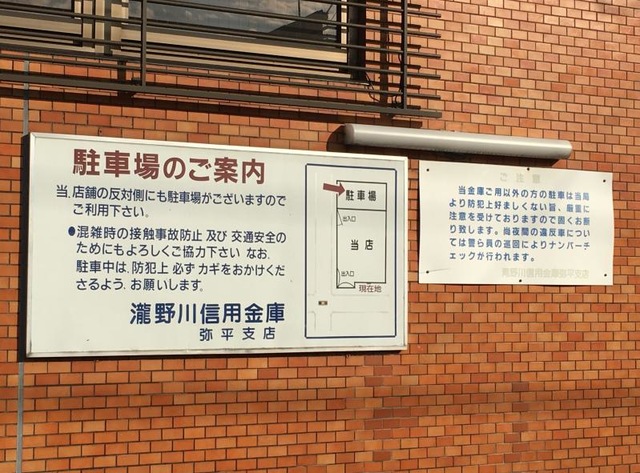 駐車場のご案内
当、店舗の反対側にも駐車場がございますので
ご利用下さい。
●混雑時の接触事故防止及び交通安全の
ためにもよろしくご協力下さい なお、
駐車中は、防犯上 必ず カギをおかけくだ
さるよう、お願いします。
瀧野川信用金庫
弥平支店
駐車場
出入口
当店
出入口
現在地
ご注意
当金庫ご用以外の方の駐車は当局
より防犯上好ましくない旨、厳重に
注意を受けておりますので固くお断
り致します。尚夜間の違反車につい
ては警ら員の巡回によりナンバーチ
ェックが行われます。
滝野川信用金庫弥平支店